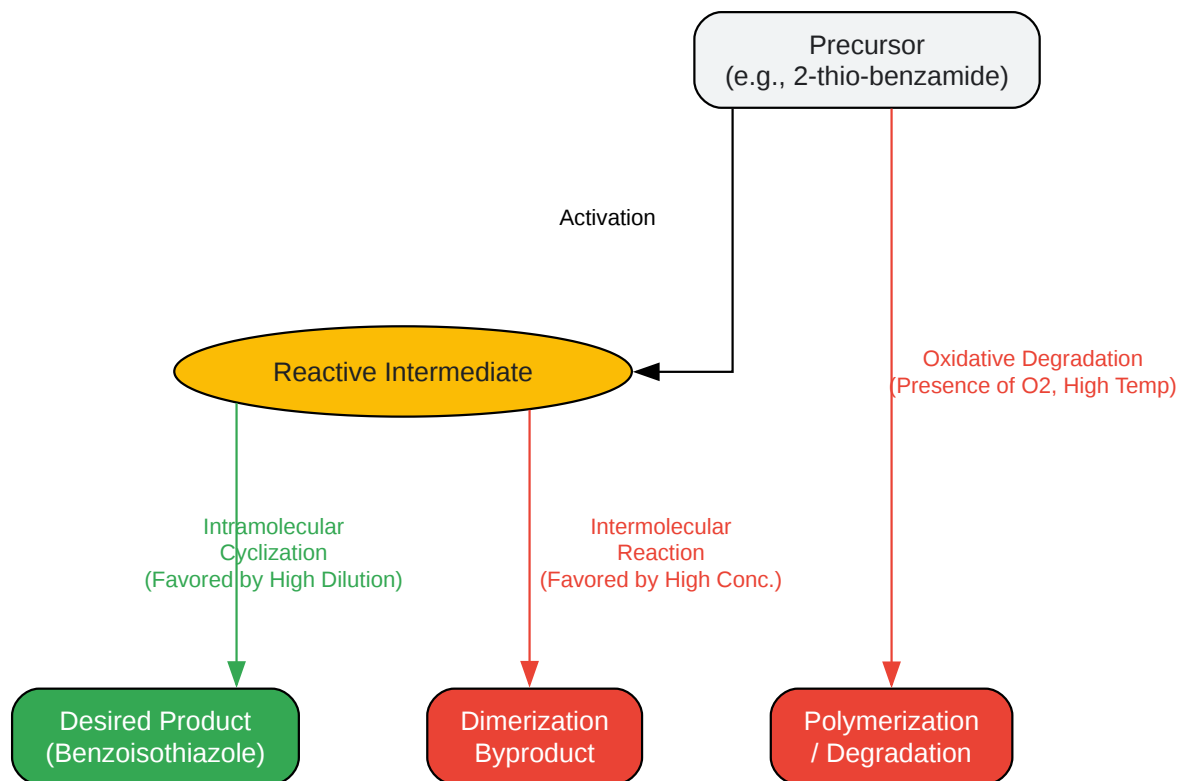 Precursor
(e.g., 2-thio-benzamide)
Activation
Reactive Intermediate
Oxidative Degradation
(Presence of O2, High Temp)
Intramolecular
Cyclization
(Favored by High Dilution)
Intermolecular
Reaction
(Favored by High Conc.)
Desired Product
(Benzoisothiazole)
Dimerization
Byproduct
Polymerization
/ Degradation